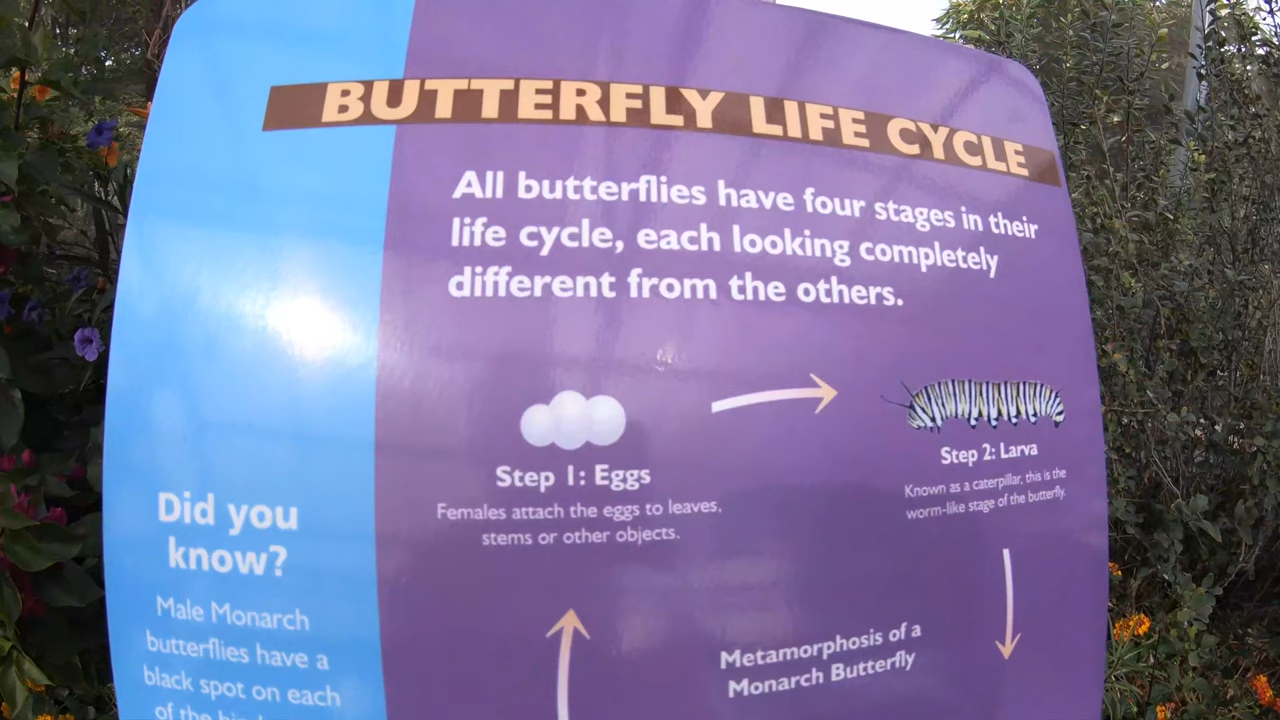 BUTTERFLY LIFE CYCLE
All butterflies have four stages in their
life cycle, each looking completely
different from the others.
Step 1: Eggs
Females attach the eggs to leaves,
stems or other objects.
Step 2: Larva
Known as a caterpillar, this is the
worm-like stage of the butterfly.
Metamorphosis of a
Monarch Butterfly
Did you
know?
Male Monarch
butterflies have a
black spot on each
of the